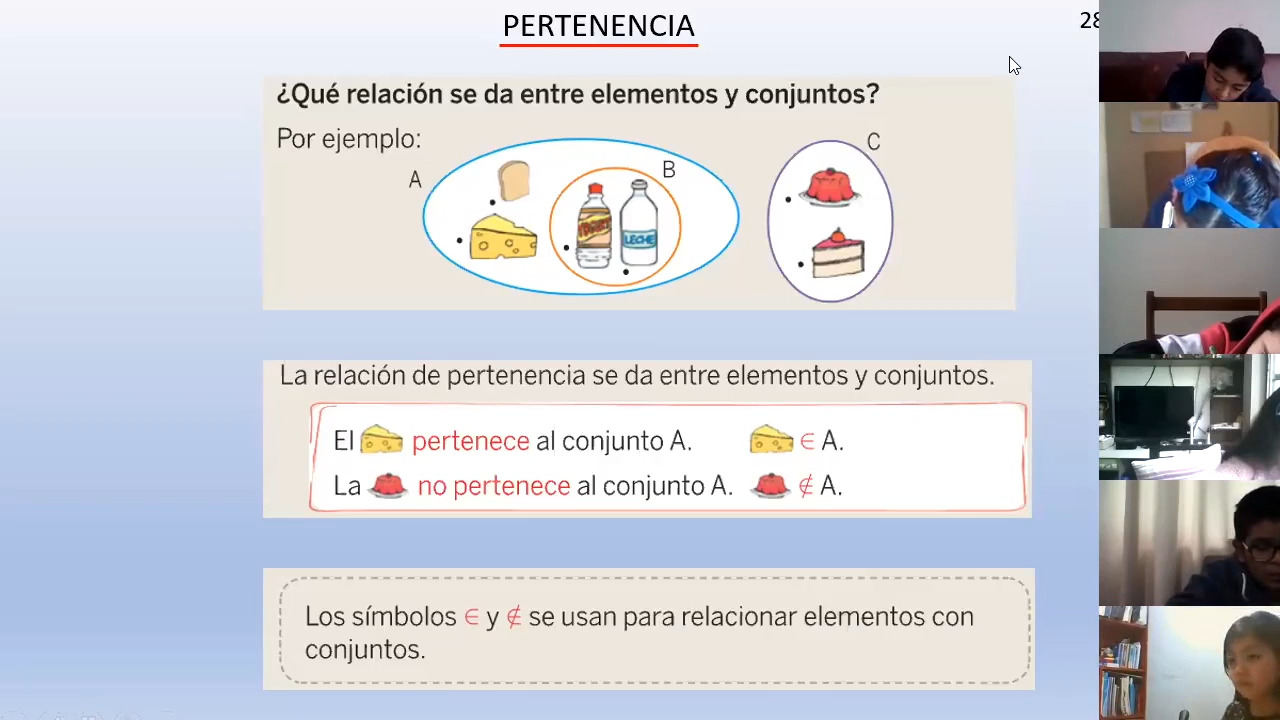 PERTENENCIA
28
¿Qué relación se da entre elementos y conjuntos?
Por ejemplo:
A
B
C
LECHE
La relación de pertenencia se da entre elementos y conjuntos.
El pertenece al conjunto A. ∈ A.
La no pertenece al conjunto A. ∉ A.
Los símbolos ∈ y ∉ se usan para relacionar elementos con
conjuntos.